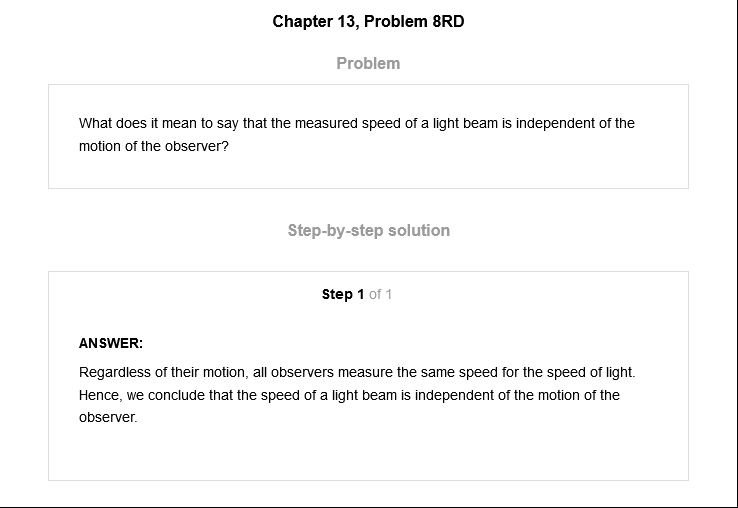 Chapter 13, Problem 8RD
Problem
What does it mean to say that the measured speed of a light beam is independent of the
motion of the observer?
Step-by-step solution
Step 1 of 1
ANSWER:
Regardless of their motion, all observers measure the same speed for the speed of light.
Hence, we conclude that the speed of a light beam is independent of the motion of the
observer.